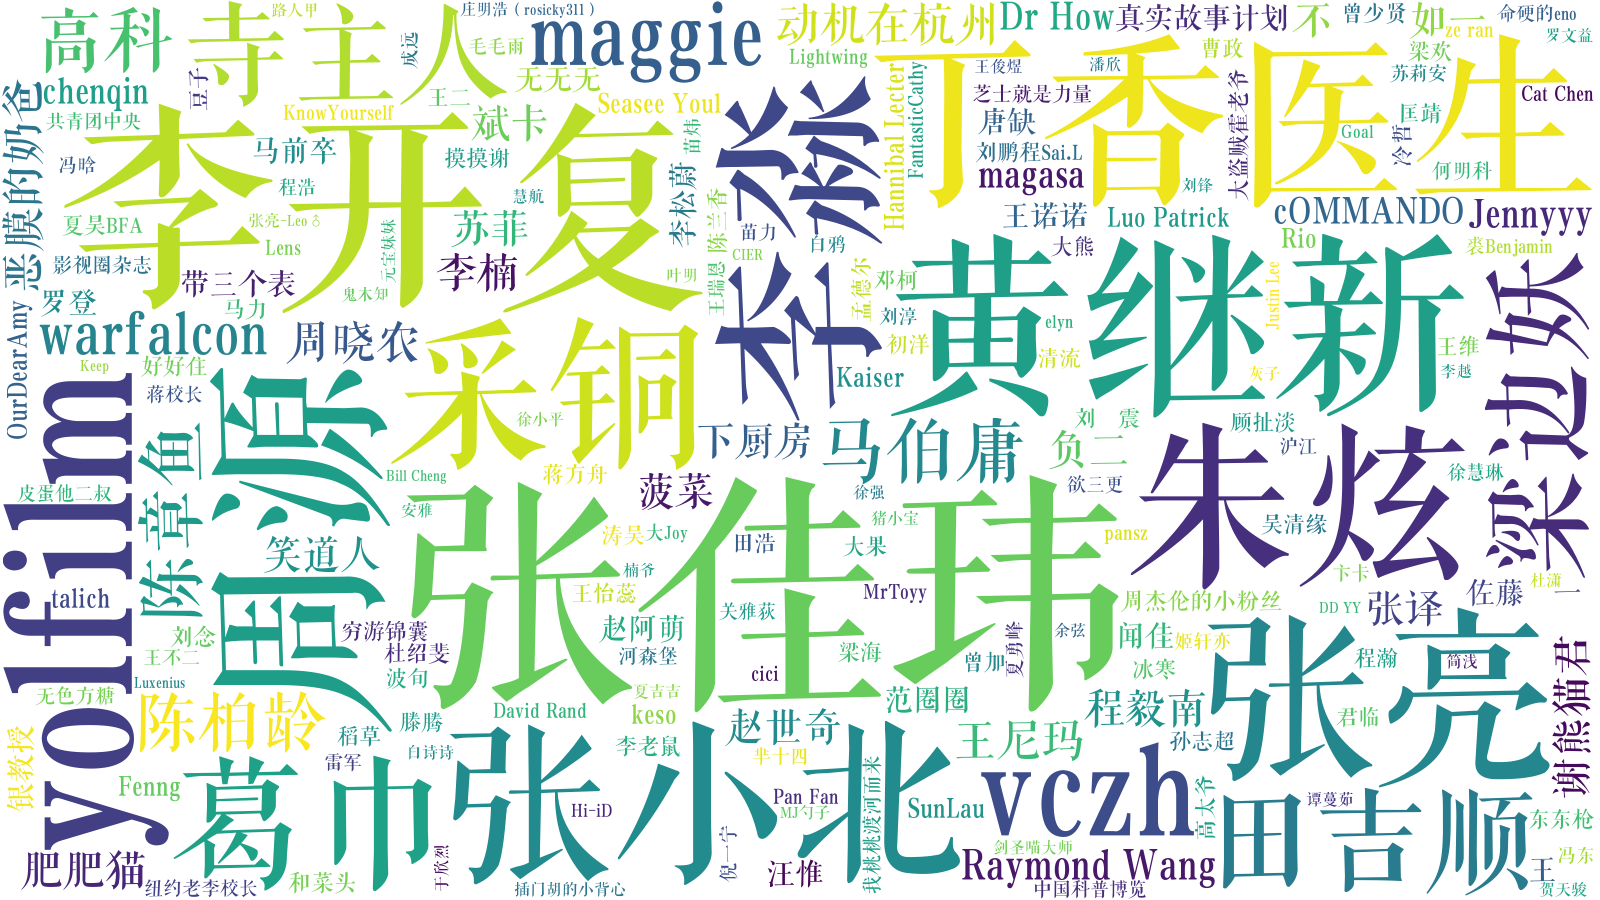 路人甲
庄明浩（rosicky311）
高科
寺主人
成远
毛毛雨
maggie
动机在杭州
Dr How
真实故事计划
不
曾少贤
如一
命硬的eno
ze ran
罗文益
豆子
无无无
Lightwing
丁香医生
王俊煜
潘欣
曹政
梁欢
苏莉安
恶膜的奶爸
chenqin
共青团中央
KnowYourself
王二
斌卡
Seasee Youl
李淼
Hannibal Lecter
FantasticCathy
芝士就是力量
唐缺
大盗贼霍老爷
Goal
冷哲
匡靖
Cat Chen
冯晗
李开复
马前卒
摸摸谢
苗炜
刘鹏程Sai.L
magasa
刘锋
何明科
程浩
慧航
李松蔚
夏昊BFA
张亮-Leo♂
元宝妹妹
苏菲
陈兰香
苗力
白鸦
王诺诺
Luo Patrick
cOMMANDO
Jennyyy
Lens
影视圈杂志
带三个表
鬼木知
李楠
叶明
王瑞恩
CIER
孟德尔
大熊
Rio
裘Benjamin
OurDearAmy
罗登
马力
邓柯
刘淳
黄继新
Justin Lee
梁边妖
warfalcon
周晓农
采铜
初洋
elyn
清流
王维
Keep
好好住
蒋校长
Kaiser
灰子
李越
yolfilm
周源
徐小平
下厨房
马伯庸
刘 震
负二
顾扯淡
沪江
陈章鱼
皮蛋他二叔
Bill Cheng
蒋方舟
菠菜
徐强
欲三更
朱炫
徐慧琳
安雅
张佳玮
猪小宝
吴清缘
笑道人
涛吴
大Joy
田浩
大果
pansz
talich
楠爷
王怡蕊
关雅荻
MrToyy
周杰伦的小粉丝
卞卡
杜潇
DD YY
张译
佐藤
一
刘念
穷游锦囊
赵阿萌
余弦
闻佳
姬轩亦
张亮
王不二
杜绍斐
河森堡
梁海
曾加
夏勇峰
冰寒
程瀚
简浅
谢熊猫君
Luxenius
波句
cici
无色方糖
陈柏龄
滕腾
夏吉吉
David Rand
keso
范圈圈
程毅南
君临
银教授
稻草
白诗诗
李老鼠
赵世奇
王尼玛
孙志超
雷军
张小北
芈十四
Fenng
葛巾
Hi-iD
Pan Fan
MJ勺子
我桃桃渡河而来
SunLau
vczh
高太爷
田吉顺
谭蔓茹
东东枪
肥肥猫
于欣烈
倪一宁
剑圣喵大师
冯东
纽约老李校长
和菜头
插门胡的小背心
汪惟
Raymond Wang
中国科普博览
王
贺天骏